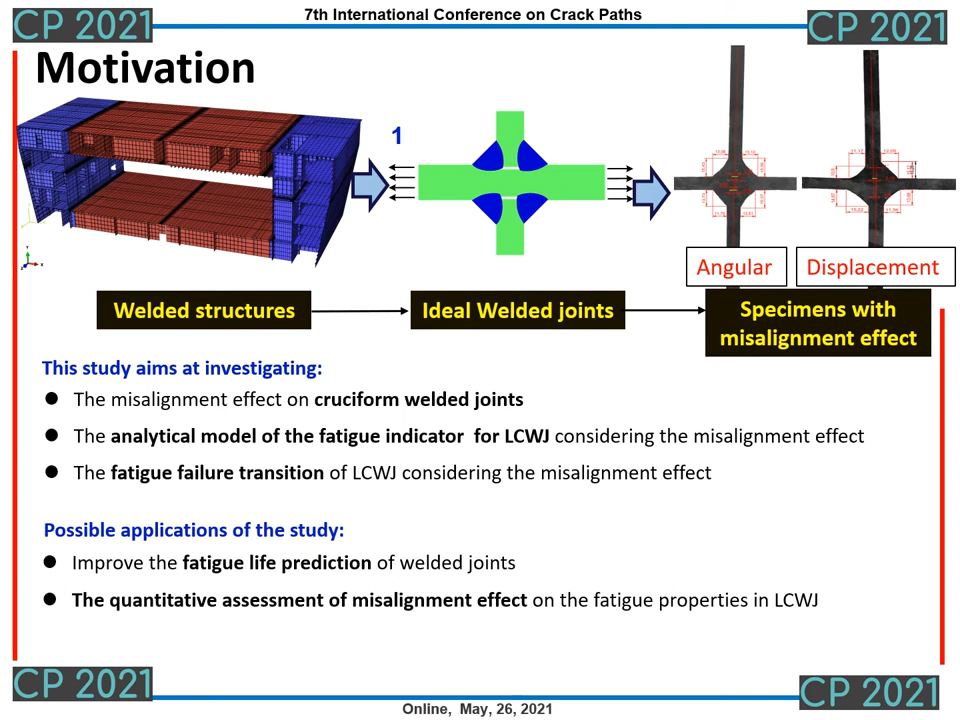 7th International Conference on Crack Paths
CP 2021
CP 2021
Motivation
1
Angular
Displacement
Welded structures
Ideal Welded joints
Specimens with
misalignment effect
This study aims at investigating:
● The misalignment effect on cruciform welded joints
● The analytical model of the fatigue indicator for LCWJ considering the misalignment effect
● The fatigue failure transition of LCWJ considering the misalignment effect
Possible applications of the study:
● Improve the fatigue life prediction of welded joints
● The quantitative assessment of misalignment effect on the fatigue properties in LCWJ
CP 2021
CP 2021
Online, May, 26, 2021